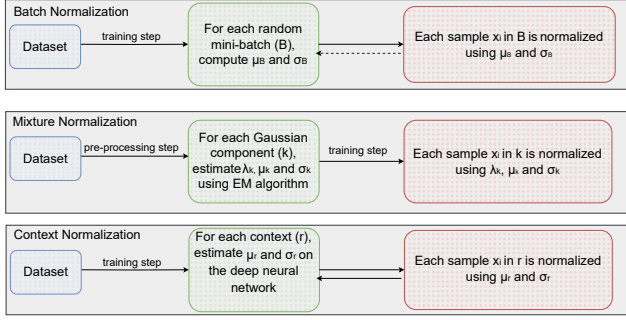 Batch Normalization
Dataset
training step
For each random
mini-batch (B),
compute μB and σB
Each sample xi in B is normalized
using μB and σB
Mixture Normalization
Dataset
pre-processing step
For each Gaussian
component (k),
estimate λk, μk and σk
using EM algorithm
training step
Each sample xi in k is normalized
using λk, μk and σk
Context Normalization
Dataset
training step
For each context (r),
estimate μr and σr on
the deep neural
network
Each sample xi in r is normalized
using μr and σr